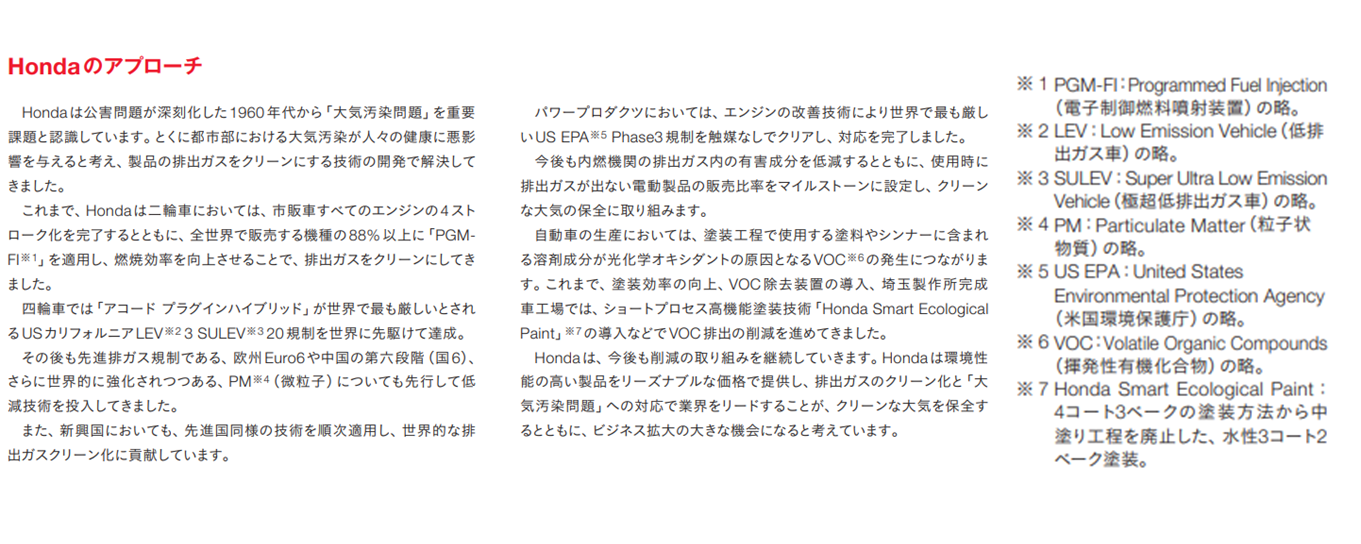 Hondaのアプローチ
Hondaは公害問題が深刻化した1960年代から「大気汚染問題」を重要
課題と認識しています。とくに都市部における大気汚染が人々の健康に悪影
響を与えると考え、製品の排出ガスをクリーンにする技術の開発で解決して
きました。
これまで、Hondaは二輪車においては、市販車すべてのエンジンの4スト
ローク化を完了するとともに、全世界で販売する機種の88%以上に「PGM-
FI※1」を適用し、燃焼効率を向上させることで、排出ガスをクリーンにしてき
ました。
四輪車では「アコード プラグインハイブリッド」が世界で最も厳しいとされ
るUSカリフォルニアLEV※2 3 SULEV※3 20規制を世界に先駆けて達成。
その後も先進排ガス規制である、欧州Euro6や中国の第六段階（国6）、
さらに世界的に強化されつつある、PM※4（微粒子）についても先行して低
減技術を投入してきました。
また、新興国においても、先進国同様の技術を順次適用し、世界的な排
出ガスクリーン化に貢献しています。
パワープロダクツにおいては、エンジンの改善技術により世界で最も厳し
いUS EPA※5 Phase3規制を触媒なしでクリアし、対応を完了しました。
今後も内燃機関の排出ガス内の有害成分を低減するとともに、使用時に
排出ガスが出ない電動製品の販売比率をマイルストーンに設定し、クリーン
な大気の保全に取り組みます。
自動車の生産においては、塗装工程で使用する塗料やシンナーに含まれ
る溶剤成分が光化学オキシダントの原因となるVOC※6の発生につながりま
す。これまで、塗装効率の向上、VOC除去装置の導入、埼玉製作所完成
車工場では、ショートプロセス高機能塗装技術「Honda Smart Ecological
Paint」※7の導入などでVOC排出の削減を進めてきました。
Hondaは、今後も削減の取り組みを継続していきます。Hondaは環境性
能の高い製品をリーズナブルな価格で提供し、排出ガスのクリーン化と「大
気汚染問題」への対応で業界をリードすることが、クリーンな大気を保全す
るとともに、ビジネス拡大の大きな機会になると考えています。
※1 PGM-FI：Programmed Fuel Injection
（電子制御燃料噴射装置）の略。
※2 LEV：Low Emission Vehicle（低排
出ガス車）の略。
※3 SULEV：Super Ultra Low Emission
Vehicle（極超低排出ガス車）の略。
※4 PM：Particulate Matter（粒子状
物質）の略。
※5 US EPA：United States
Environmental Protection Agency
（米国環境保護庁）の略。
※6 VOC：Volatile Organic Compounds
（揮発性有機化合物）の略。
※7 Honda Smart Ecological Paint：
4コート3ベークの塗装方法から中
塗り工程を廃止した、水性3コート2
ベーク塗装。